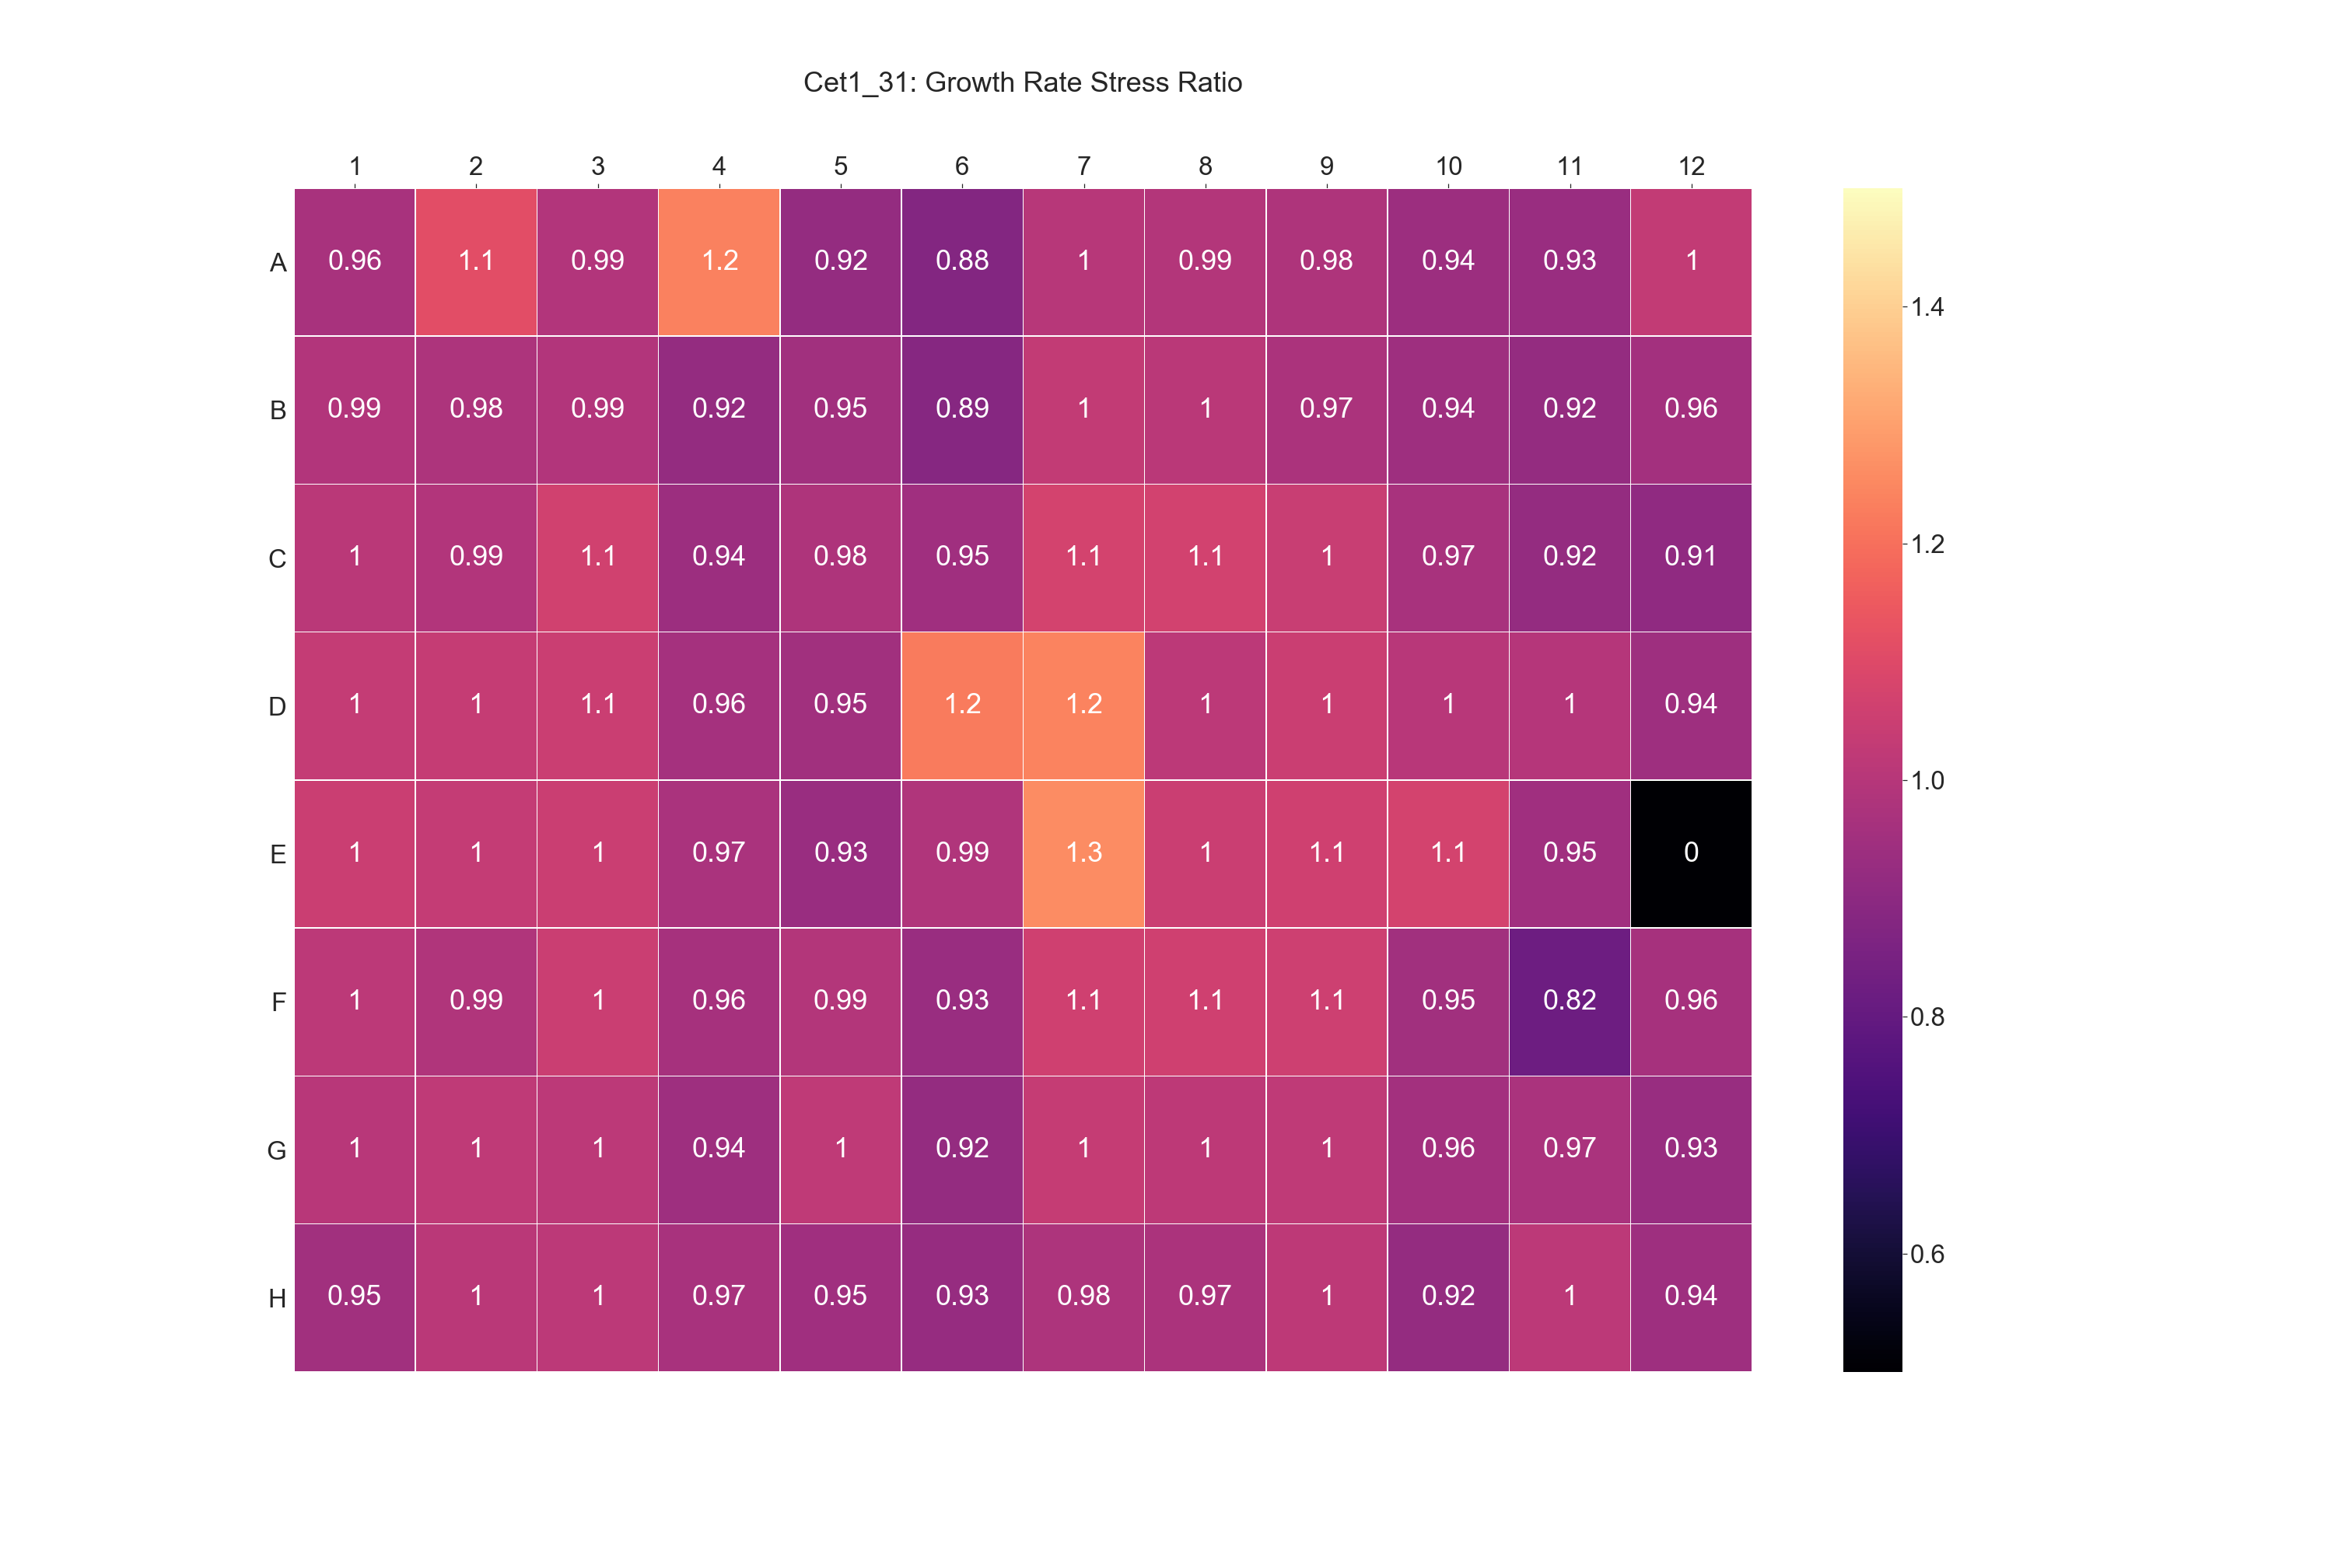 Cet1_31: Growth Rate Stress Ratio
1 2 3 4 5 6 7 8 9 10 11 12
A 0.96 1.1 0.99 1.2 0.92 0.88 1 0.99 0.98 0.94 0.93 1
1.4
B 0.99 0.98 0.99 0.92 0.95 0.89 1 1 0.97 0.94 0.92 0.96
1.2
C 1 0.99 1.1 0.94 0.98 0.95 1.1 1.1 1 0.97 0.92 0.91
D 1 1 1.1 0.96 0.95 1.2 1.2 1 1 1 1 0.94
1.0
E 1 1 1 0.97 0.93 0.99 1.3 1 1.1 1.1 0.95 0
F 1 0.99 1 0.96 0.99 0.93 1.1 1.1 1.1 0.95 0.82 0.96
0.8
G 1 1 1 0.94 1 0.92 1 1 1 0.96 0.97 0.93
0.6
H 0.95 1 1 0.97 0.95 0.93 0.98 0.97 1 0.92 1 0.94